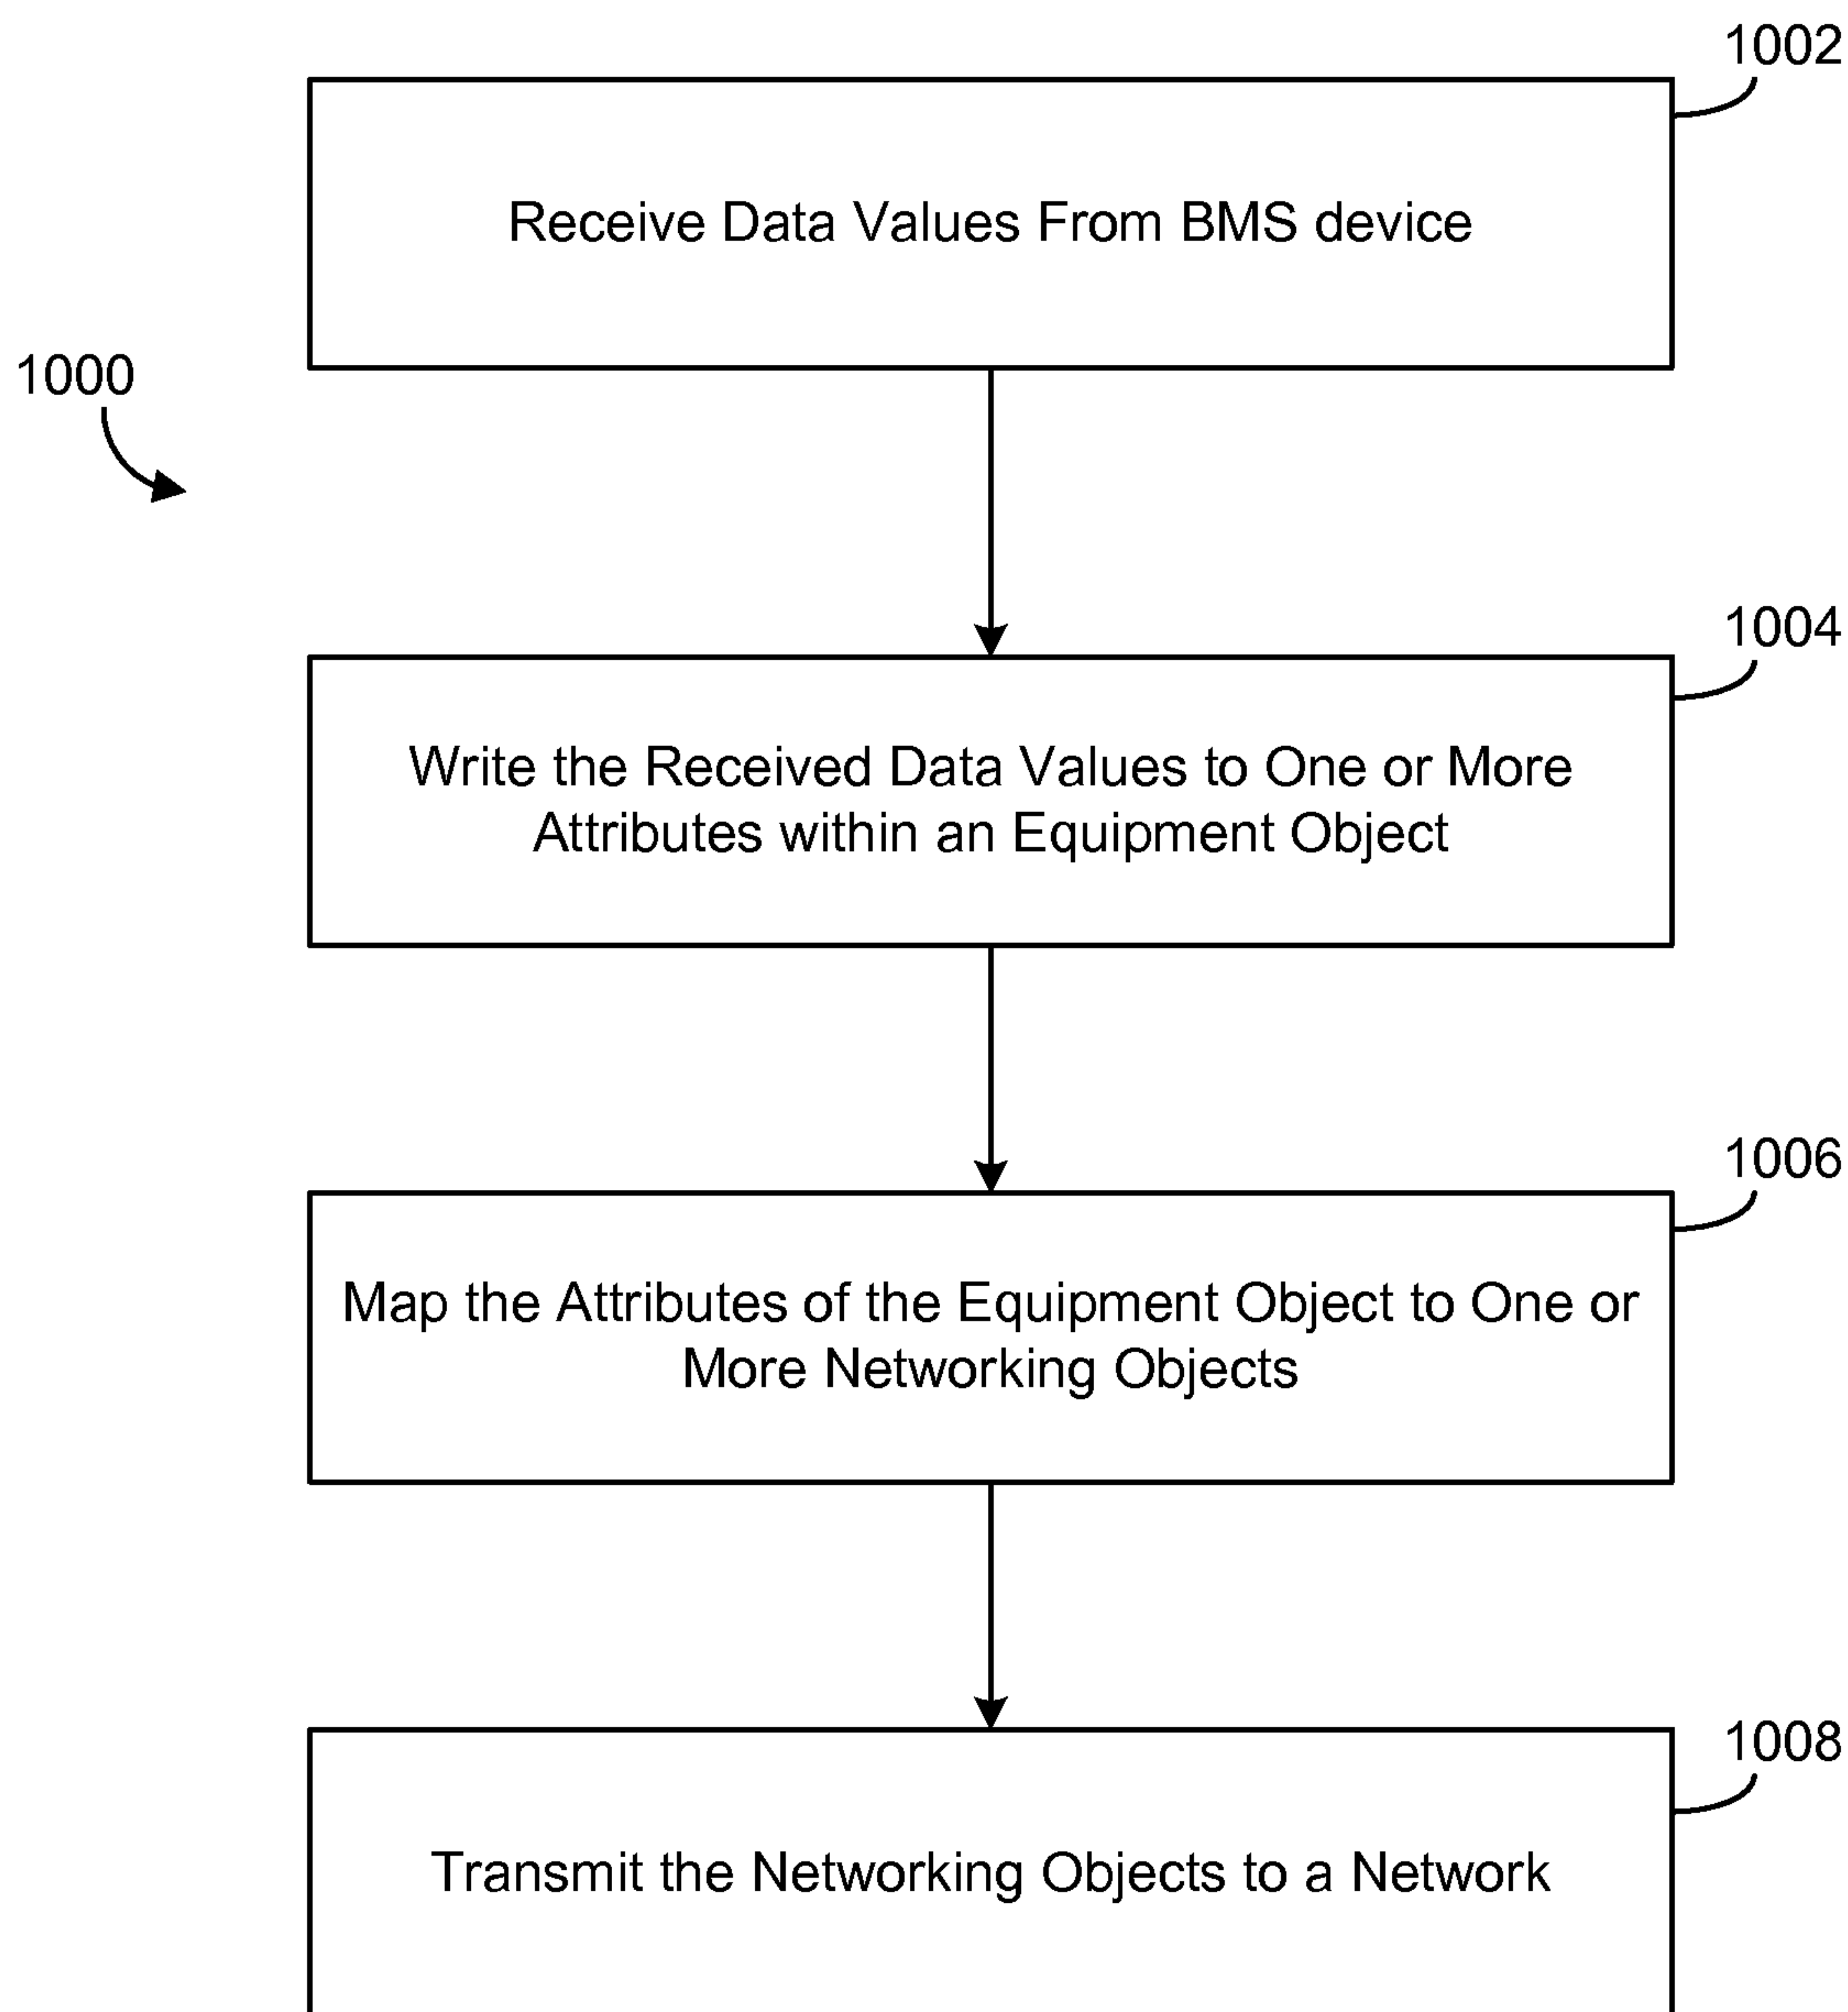 1002
Receive Data Values From BMS device
1000
1004
Write the Received Data Values to One or More
Attributes within an Equipment Object
1006
Map the Attributes of the Equipment Object to One or
More Networking Objects
1008
Transmit the Networking Objects to a Network